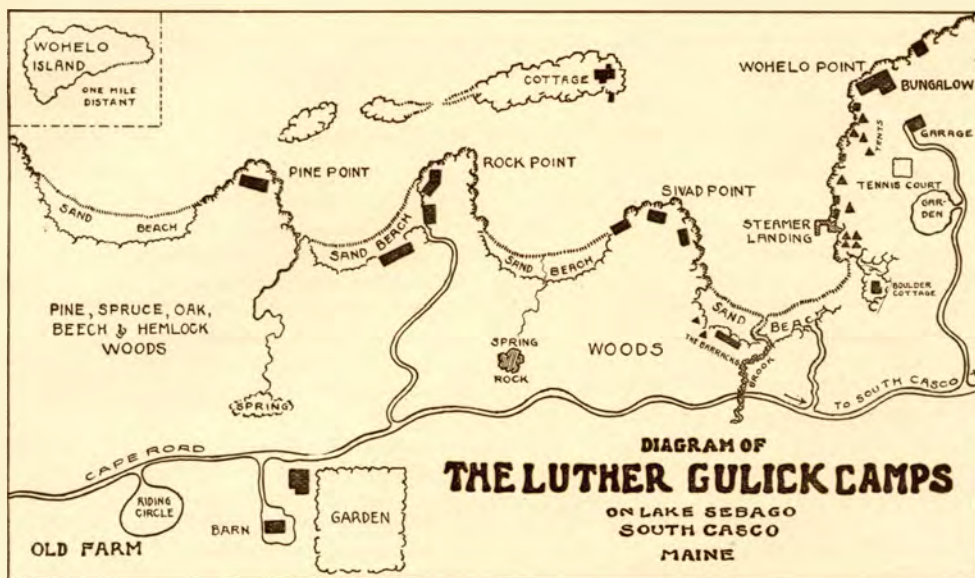 WOHELO
ISLAND
ONE MILE
DISTANT
COTTAGE
WOHELO POINT
BUNGALOW
TENTS
GARAGE
TENNIS COURT
GAR-
DEN
PINE POINT
ROCK POINT
SIVAD POINT
STEAMER
LANDING
BOULDER
COTTAGE
SAND BEACH
SAND BEACH
SAND BEACH
SAND BEACH
PINE, SPRUCE, OAK,
BEECH & HEMLOCK
WOODS
SPRING
SPRING
ROCK
WOODS
THE BARRACKS
BROOK
TO SOUTH CASCO
CAPE ROAD
RIDING
CIRCLE
BARN
GARDEN
OLD FARM
DIAGRAM OF
THE LUTHER GULICK CAMPS
ON LAKE SEBAGO
SOUTH CASCO
MAINE